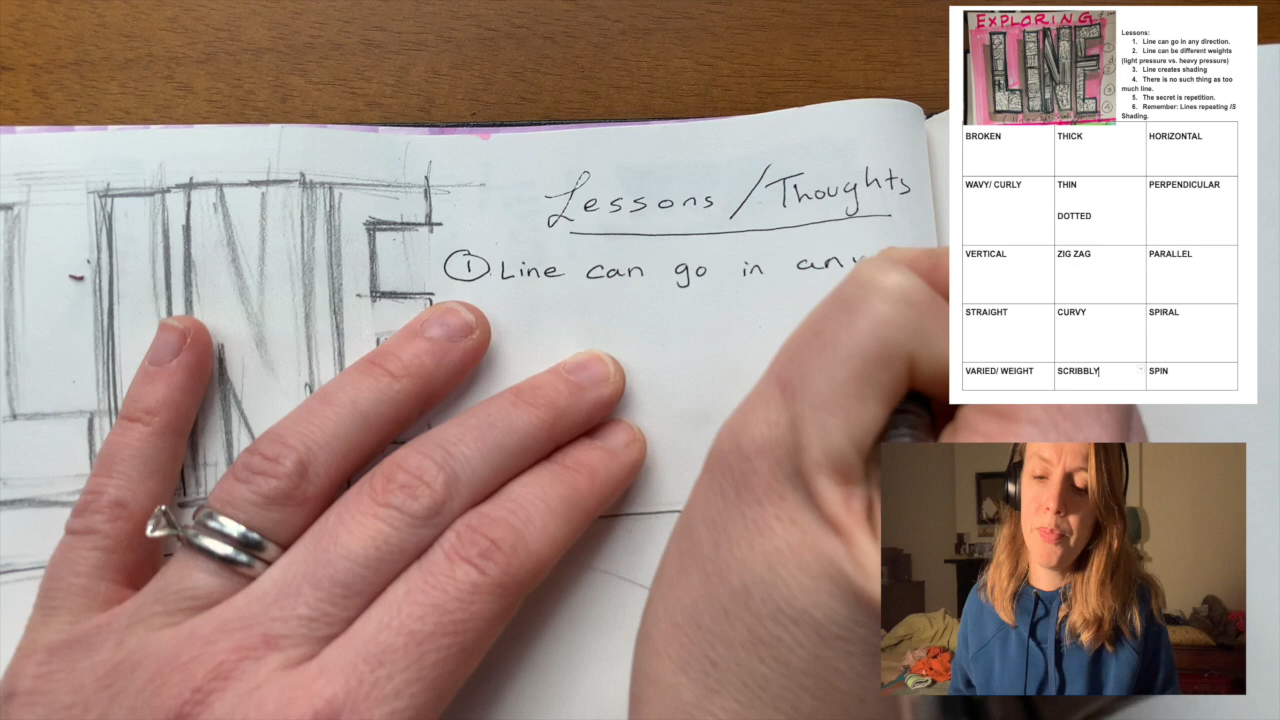 Lessons / Thoughts
① Line can go in any
EXPLORING
LINE
Lessons:
1. Line can go in any direction.
2. Line can be different weights
(light pressure vs. heavy pressure)
3. Line creates shading
4. There is no such thing as too
much line.
5. The secret is repetition.
6. Remember: Lines repeating IS
Shading.
BROKEN THICK HORIZONTAL
WAVY/ CURLY THIN PERPENDICULAR
DOTTED
VERTICAL ZIG ZAG PARALLEL
STRAIGHT CURVY SPIRAL
VARIED/ WEIGHT SCRIBBLY SPIN